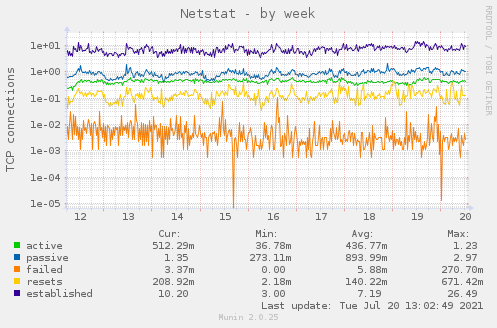 Netstat - by week
RRDTOOL / TOBI OETIKER
TCP connections
1e+01
1e+00
1e-01
1e-02
1e-03
1e-04
1e-05
12 13 14 15 16 17 18 19 20
Cur: Min: Avg: Max:
active 512.29m 36.78m 436.77m 1.23
passive 1.35 273.11m 893.99m 2.97
failed 3.37m 0.00 5.88m 270.70m
resets 208.92m 2.18m 140.22m 671.42m
established 10.20 3.00 7.19 26.49
Last update: Tue Jul 20 13:02:49 2021
Munin 2.0.25